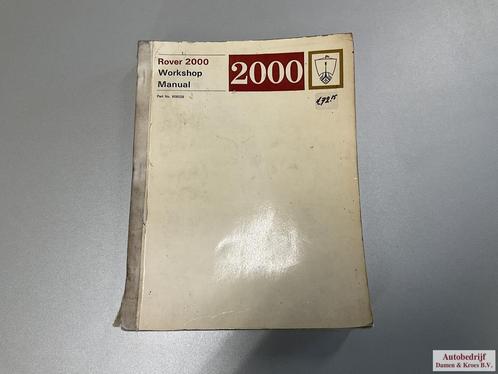 Rover 2000
Workshop
Manual
2000
Autobedrijf
Damen & Kroes B.V.